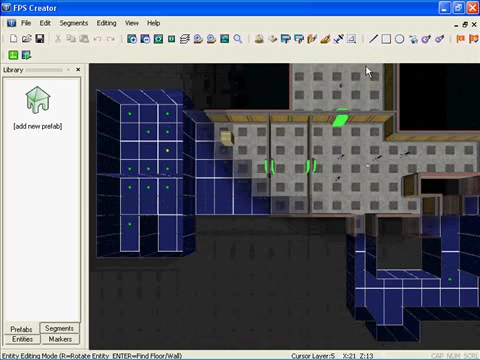 FPS Creator
File Edit Segments Editing View Help
Library
[add new prefab]
Prefabs Segments
Entities Markers
Entity Editing Mode (R=Rotate Entity ENTER=Find Floor/Wall) Cursor Layer:5 X:21 Z:13 CAP NUM SCRL